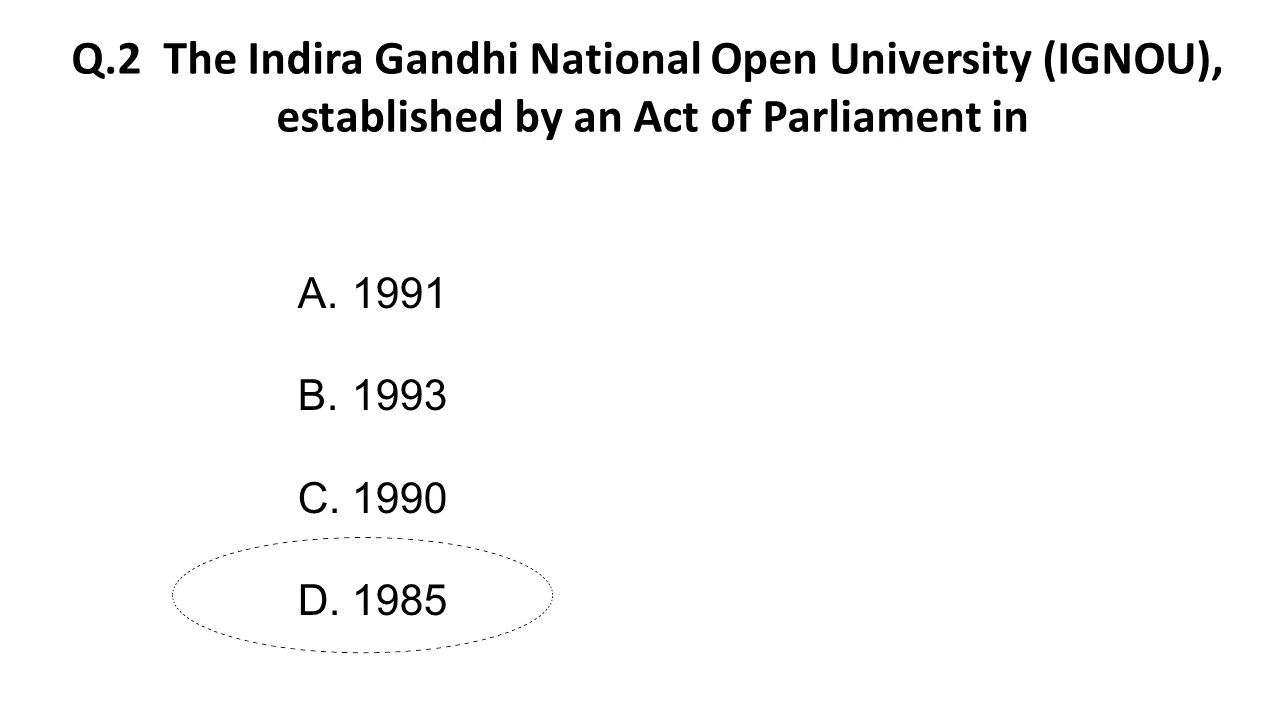 Q.2 The Indira Gandhi National Open University (IGNOU),
established by an Act of Parliament in
A. 1991
B. 1993
C. 1990
D. 1985